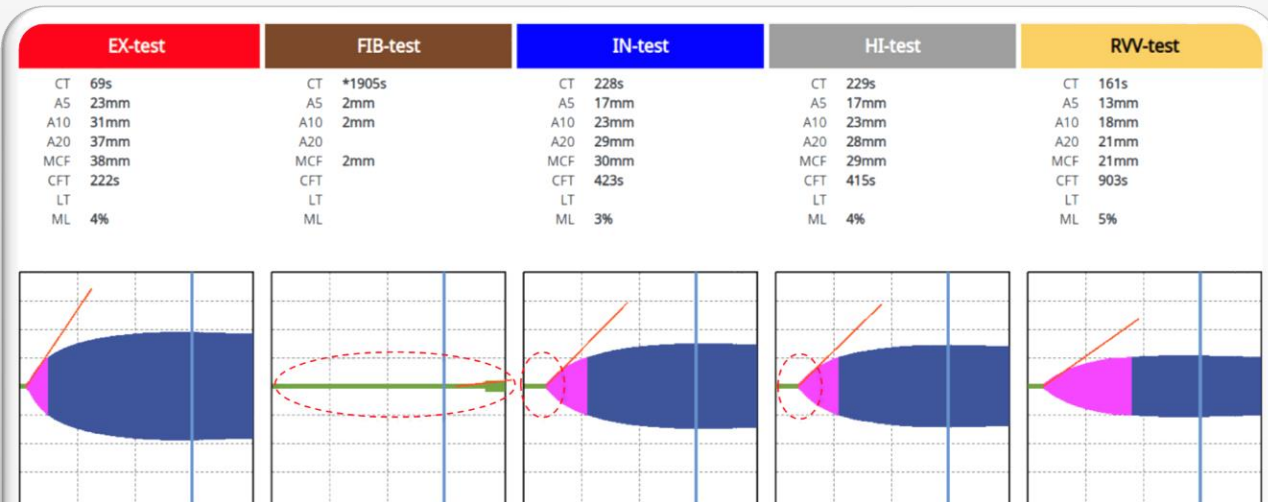 EX-test FIB-test IN-test HI-test RVV-test
CT 69s CT *1905s CT 228s CT 229s CT 161s
A5 23mm A5 2mm A5 17mm A5 17mm A5 13mm
A10 31mm A10 2mm A10 23mm A10 23mm A10 18mm
A20 37mm A20 A20 29mm A20 28mm A20 21mm
MCF 38mm MCF 2mm MCF 30mm MCF 29mm MCF 21mm
CFT 222s CFT CFT 423s CFT 415s CFT 903s
LT LT LT LT LT
ML 4% ML ML 3% ML 4% ML 5%